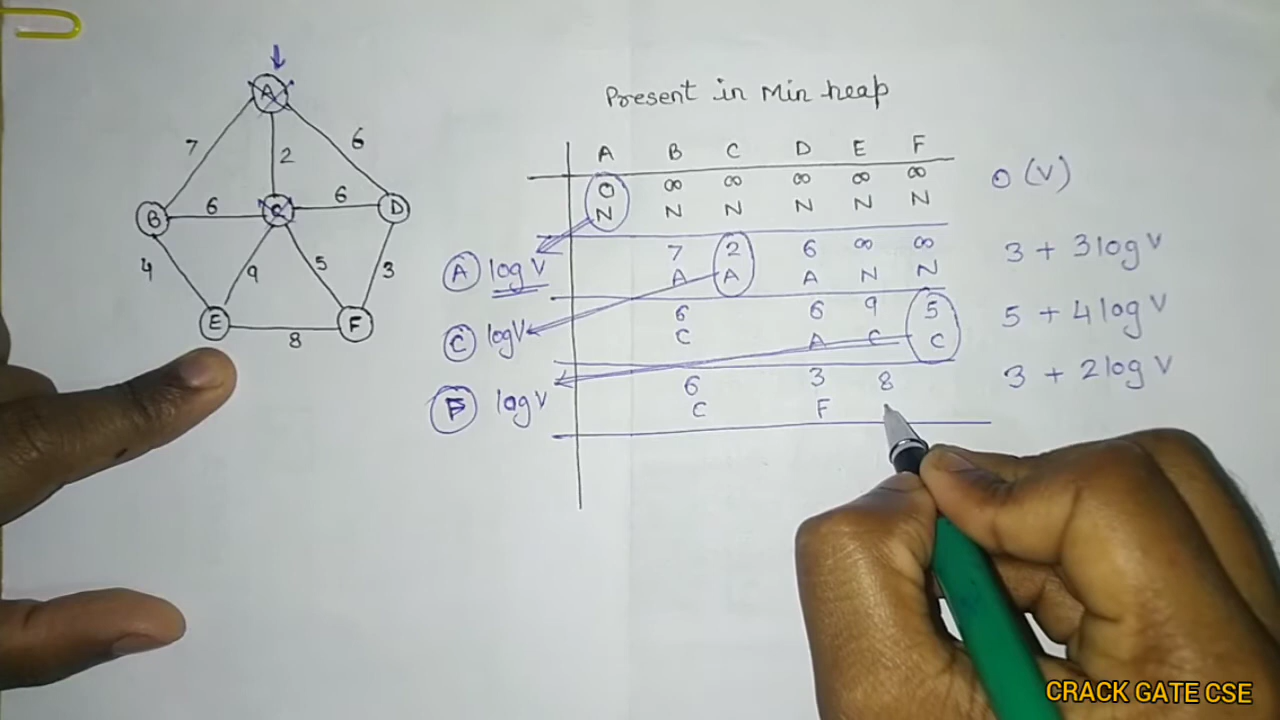 A
7
2
6
B
6
C
6
D
4
9
5
3
E
8
F
Present in Min heap
A B C D E F
0 ∞ ∞ ∞ ∞ ∞ O(V)
N N N N N N
7 2 6 ∞ ∞ 3 + 3 log V
A log V A A A N N
6 6 9 5 5 + 4 log V
C log V C A C C
6 3 8 3 + 2 log V
F log V C F
CRACK GATE CSE